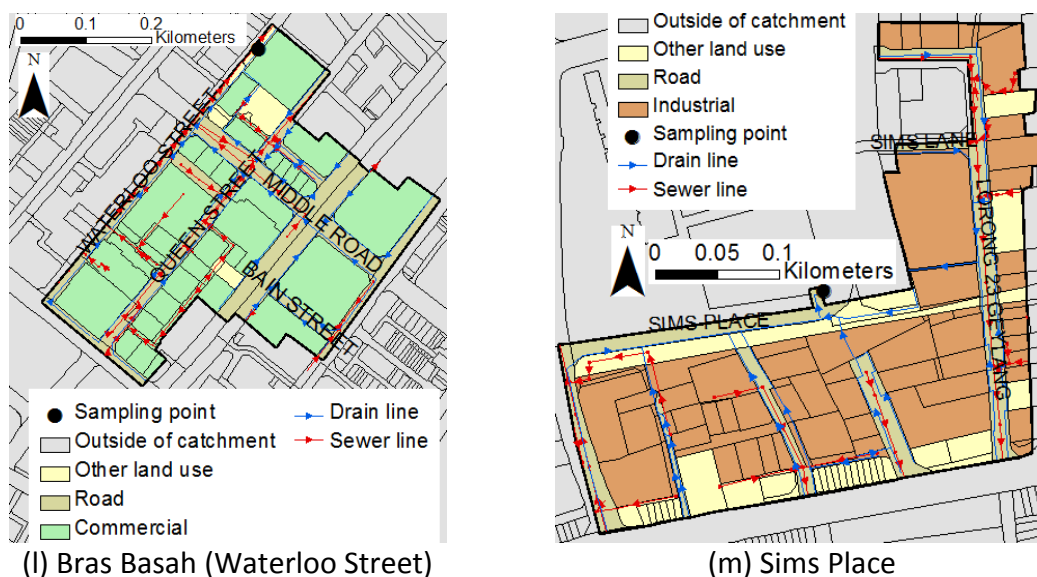 0 0.1 0.2
Kilometers
N
WATERLOO STREET
QUEEN STREET
MIDDLE ROAD
BAIN STREET
Sampling point
Drain line
Outside of catchment
Sewer line
Other land use
Road
Commercial
(l) Bras Basah (Waterloo Street)
Outside of catchment
Other land use
Road
Industrial
Sampling point
Drain line
Sewer line
N
0 0.05 0.1
Kilometers
SIMS LANE
LORONG 23 GEYLANG
SIMS PLACE
(m) Sims Place